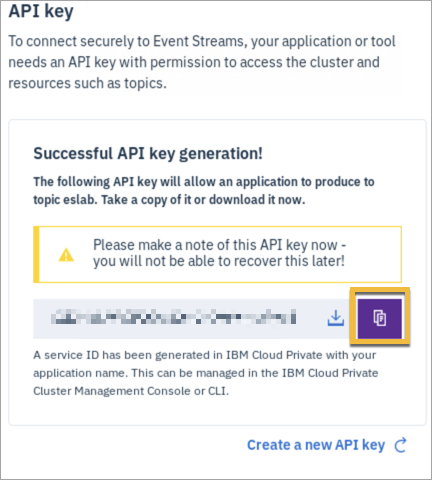 API key
To connect securely to Event Streams, your application or tool
needs an API key with permission to access the cluster and
resources such as topics.
Successful API key generation!
The following API key will allow an application to produce to
topic eslab. Take a copy of it or download it now.
Please make a note of this API key now -
you will not be able to recover this later!
A service ID has been generated in IBM Cloud Private with your
application name. This can be managed in the IBM Cloud Private
Cluster Management Console or CLI.
Create a new API key